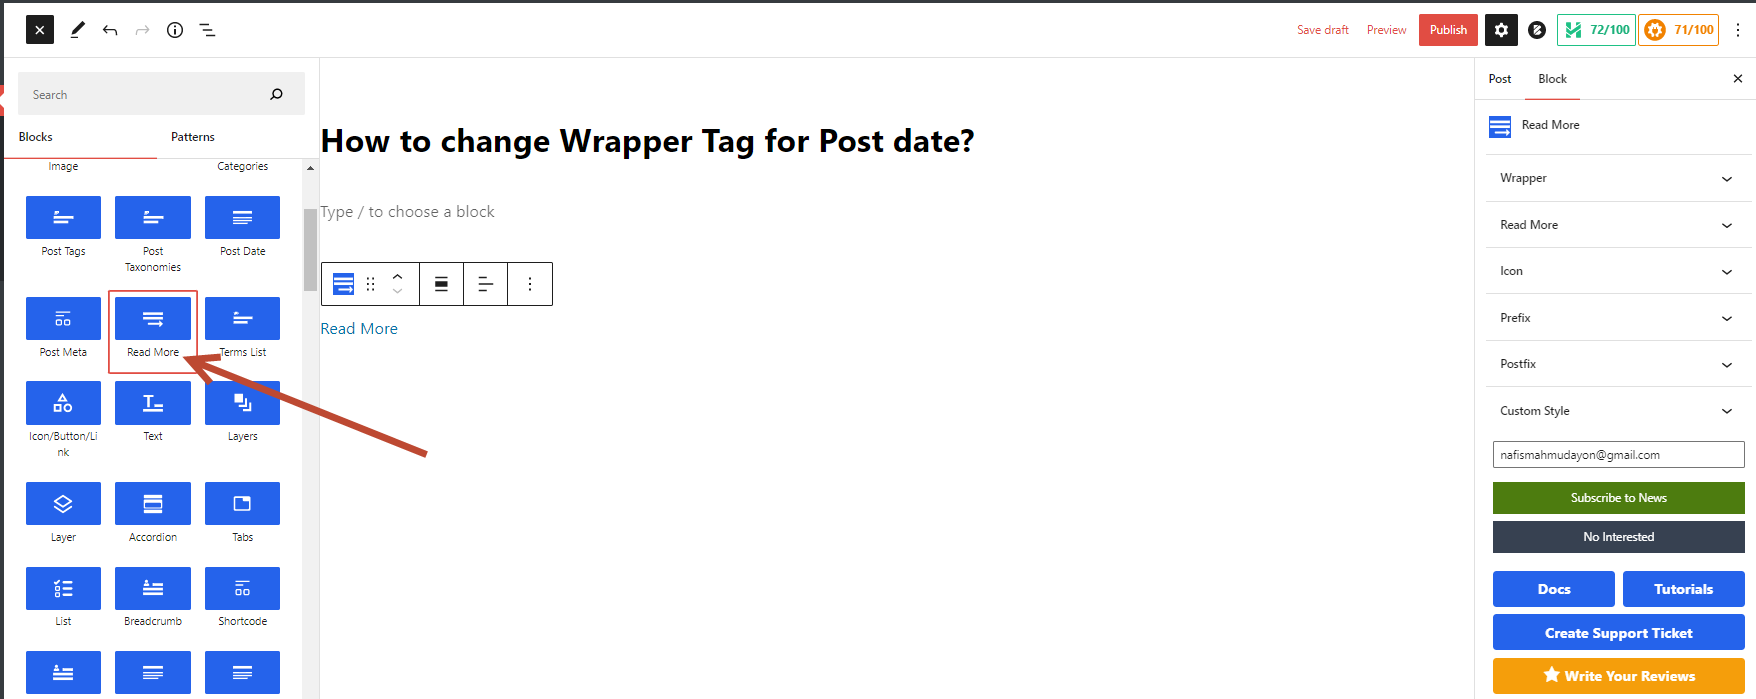 Save draft
Preview
Publish
72/100
71/100
Search
Blocks
Patterns
Image
Categories
Post Tags
Post
Taxonomies
Post Date
Post Meta
Read More
Terms List
Icon/Button/Li
nk
Text
Layers
Layer
Accordion
Tabs
List
Breadcrumb
Shortcode
How to change Wrapper Tag for Post date?
Type / to choose a block
Read More
Post
Block
Read More
Wrapper
Read More
Icon
Prefix
Postfix
Custom Style
nafismahmudayon@gmail.com
Subscribe to News
No Interested
Docs
Tutorials
Create Support Ticket
Write Your Reviews